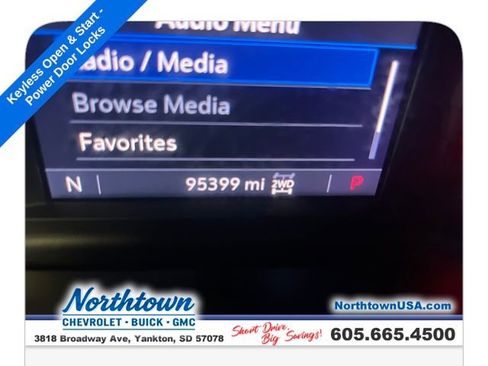 Keyless Open & Start -
Power Door Locks
Audio Menu
adio / Media
Browse Media
Favorites
N 95399 mi 2WD P
Northtown
CHEVROLET • BUICK • GMC
3818 Broadway Ave, Yankton, SD 57078
Short Drive,
Big Savings!
NorthtownUSA.com
605.665.4500